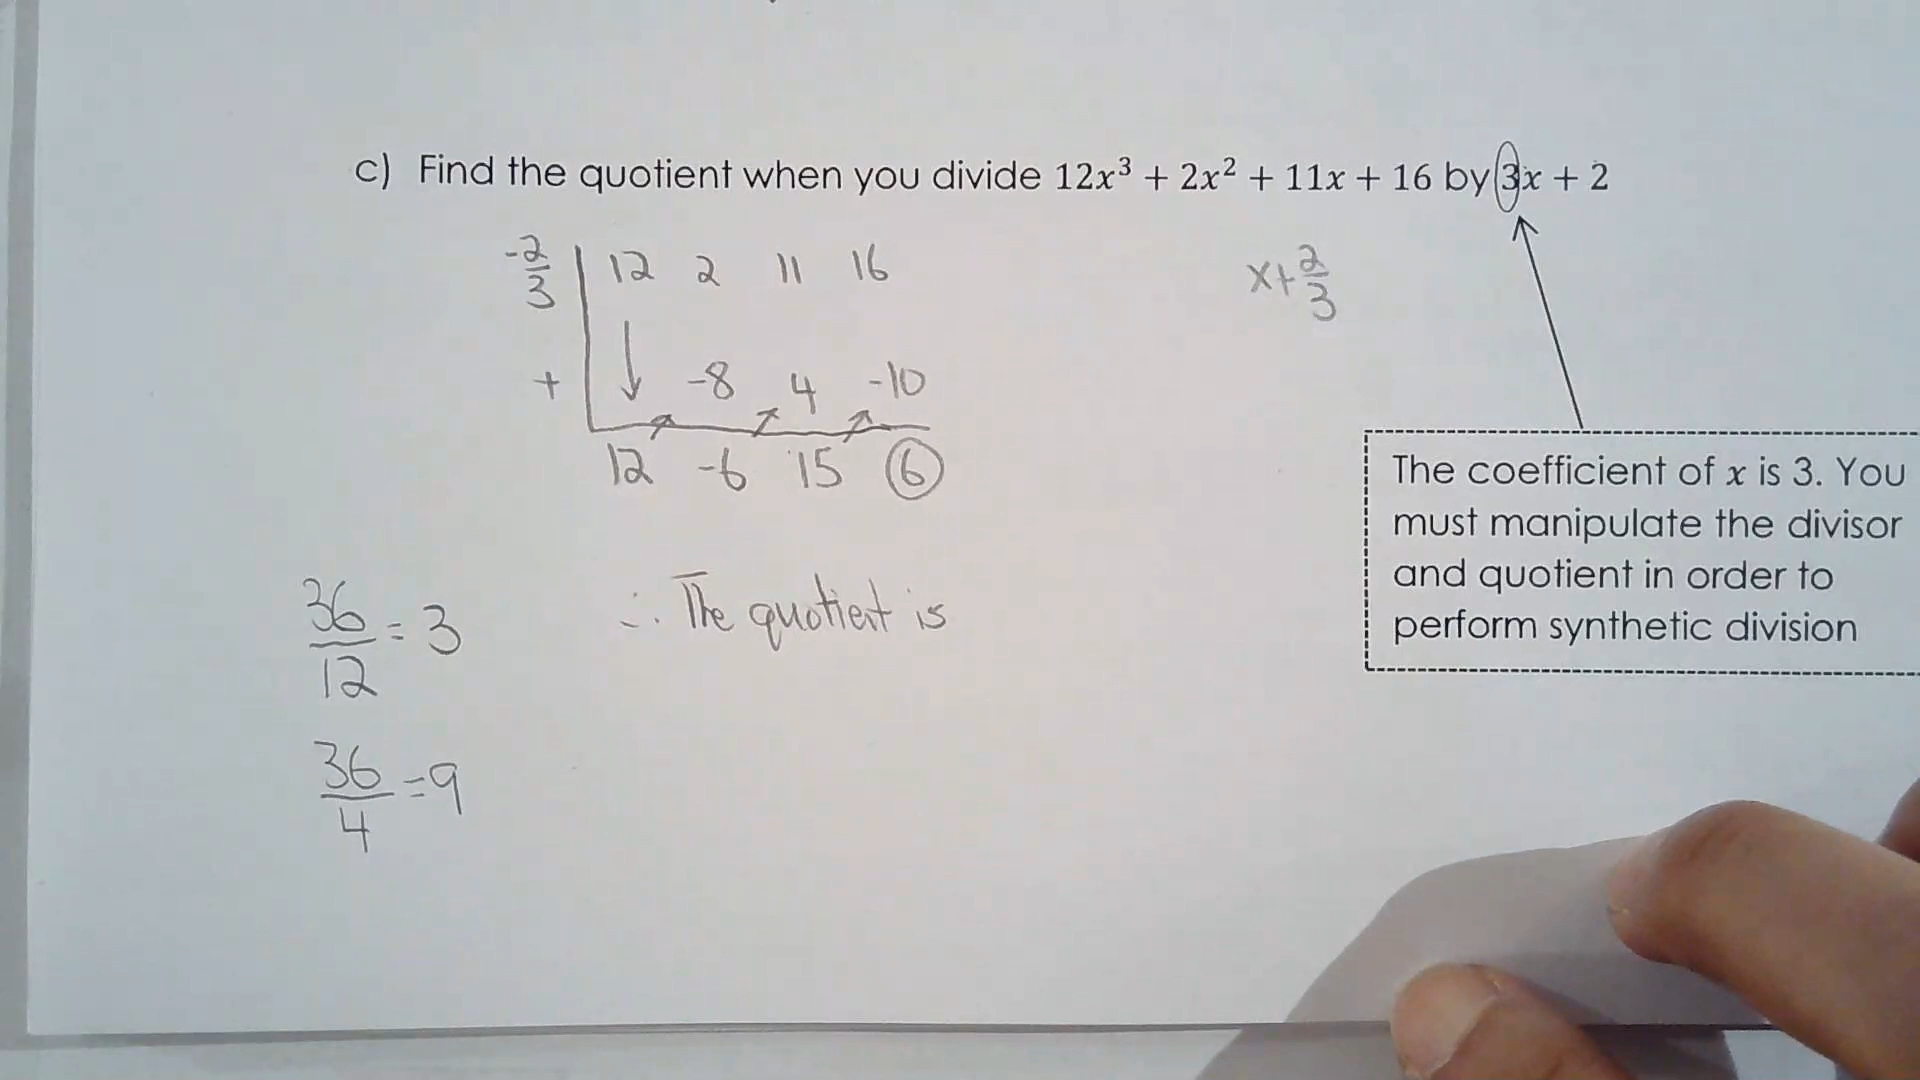 c) Find the quotient when you divide 12x³ + 2x² + 11x + 16 by 3x + 2
-2/3 | 12 2 11 16
x+2/3
+ ↓ -8 4 -10
12 -6 15 6
The coefficient of x is 3. You
must manipulate the divisor
and quotient in order to
perform synthetic division
36/12 = 3
∴ The quotient is
36/4 = 9